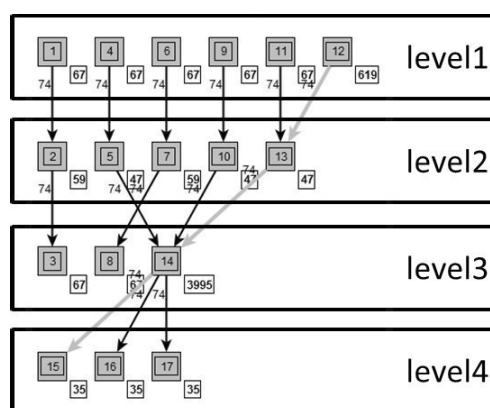 1 4 6 9 11 12 level1
67 67 67 67 67 619
74 74 74 74 74 74
2 5 7 10 13 level2
74
59 47 59 47 47
74 74 74 74
3 8 14 level3
74
67 67 3995
74 74
15 16 17 level4
35 35 35